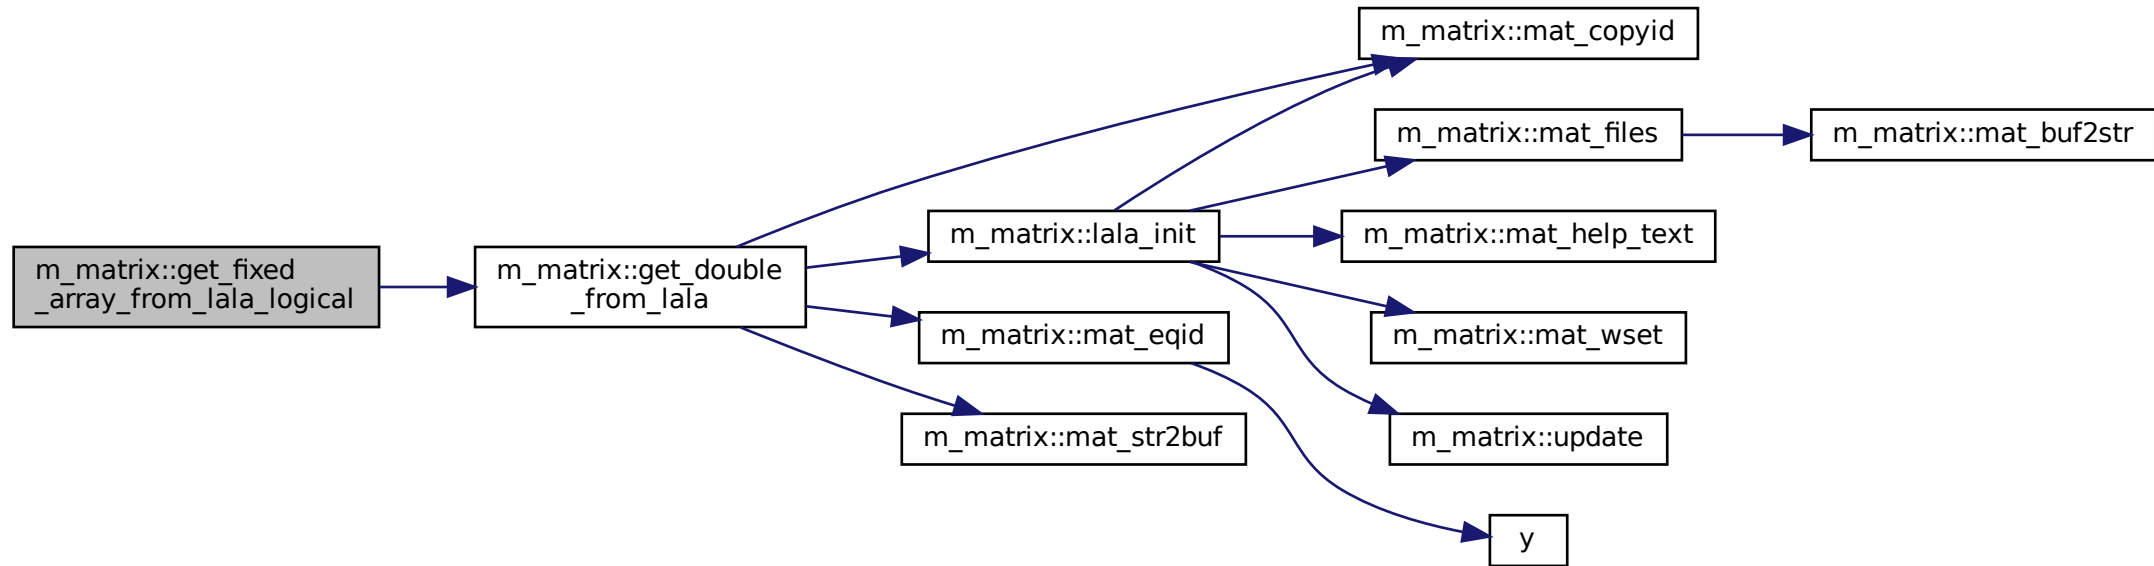 m_matrix::mat_copyid
m_matrix::mat_files
m_matrix::mat_buf2str
m_matrix::lala_init
m_matrix::mat_help_text
m_matrix::get_fixed
_array_from_lala_logical
m_matrix::get_double
_from_lala
m_matrix::mat_eqid
m_matrix::mat_wset
m_matrix::mat_str2buf
m_matrix::update
y